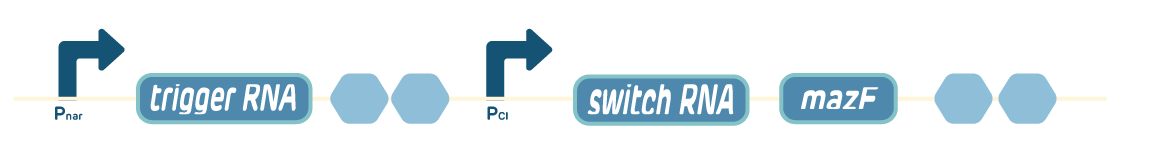 Pnar
trigger RNA
PCI
switch RNA
mazF